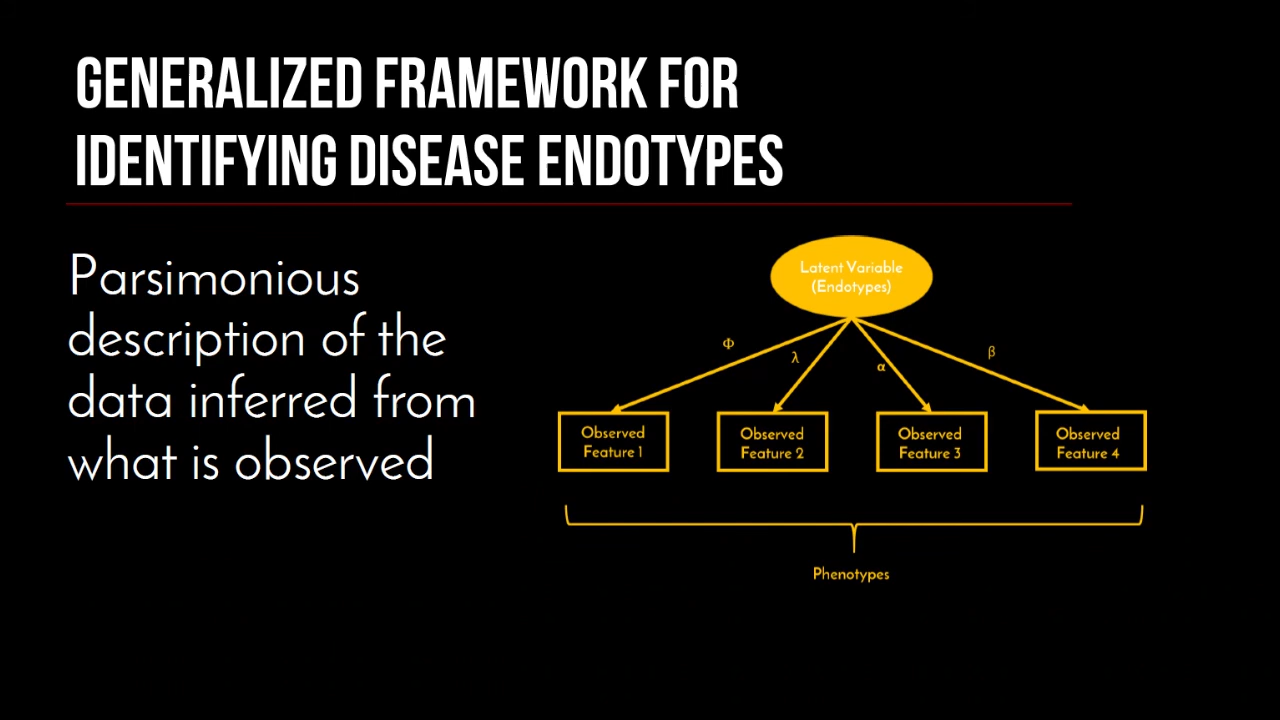 GENERALIZED FRAMEWORK FOR
IDENTIFYING DISEASE ENDOTYPES
Parsimonious
description of the
data inferred from
what is observed
Latent Variable
(Endotypes)
Φ
λ
α
β
Observed
Feature 1
Observed
Feature 2
Observed
Feature 3
Observed
Feature 4
Phenotypes